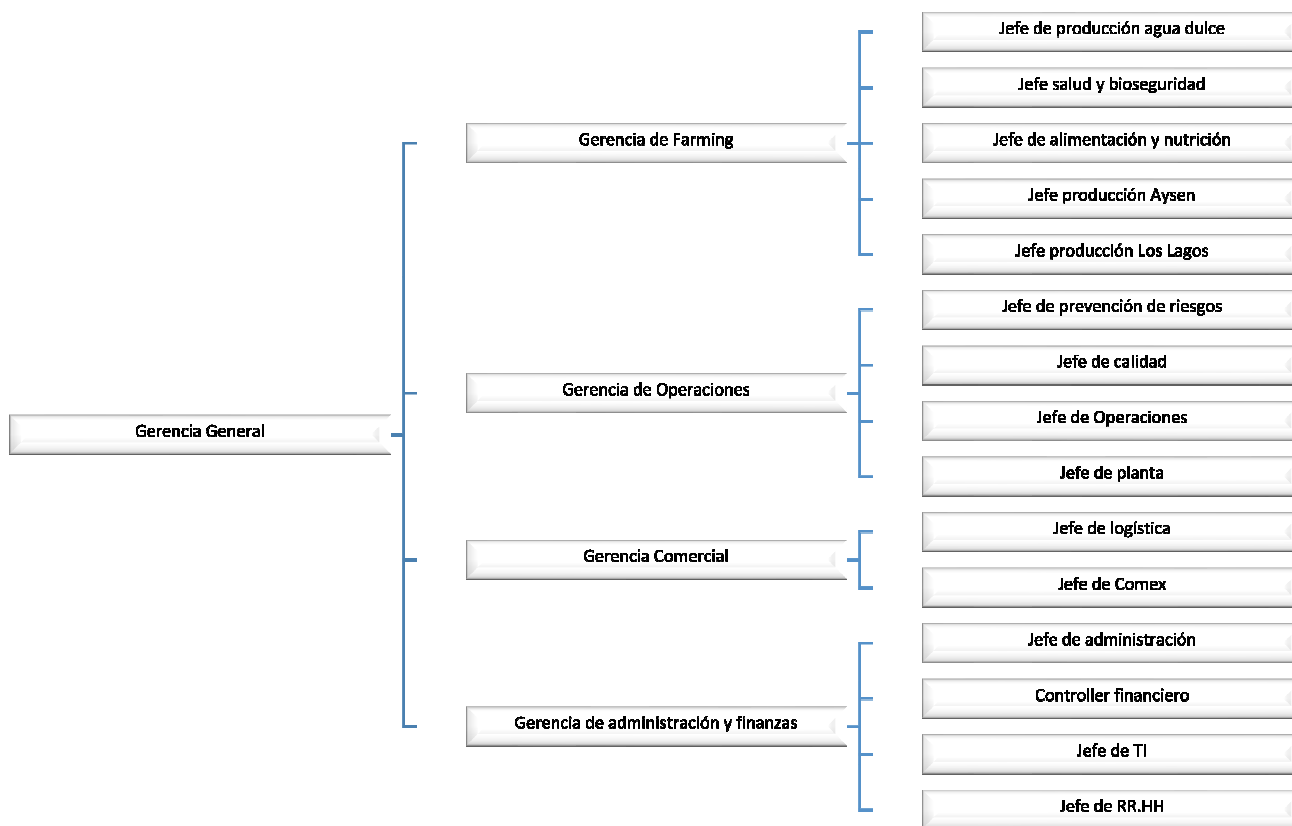 Gerencia General
Gerencia de Farming
Jefe de producción agua dulce
Jefe salud y bioseguridad
Jefe de alimentación y nutrición
Jefe producción Aysen
Jefe producción Los Lagos
Gerencia de Operaciones
Jefe de prevención de riesgos
Jefe de calidad
Jefe de Operaciones
Jefe de planta
Gerencia Comercial
Jefe de logística
Jefe de Comex
Gerencia de administración y finanzas
Jefe de administración
Controller financiero
Jefe de TI
Jefe de RR.HH